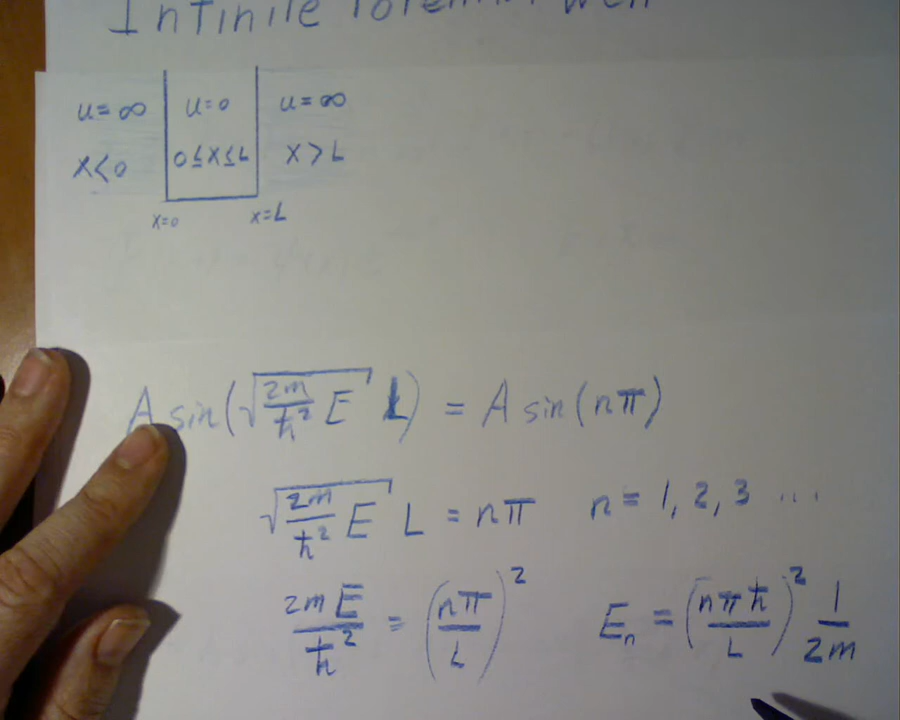 Infinite Potential Well
u=∞ u=0 u=∞
x<0 0≤x≤L x>L
x=0 x=L
A sin(√(2m/ħ² E) L) = A sin(nπ)
√(2m/ħ² E) L = nπ n = 1, 2, 3 ...
2mE/ħ² = (nπ/L)² Eₙ = (nπħ/L)² 1/2m